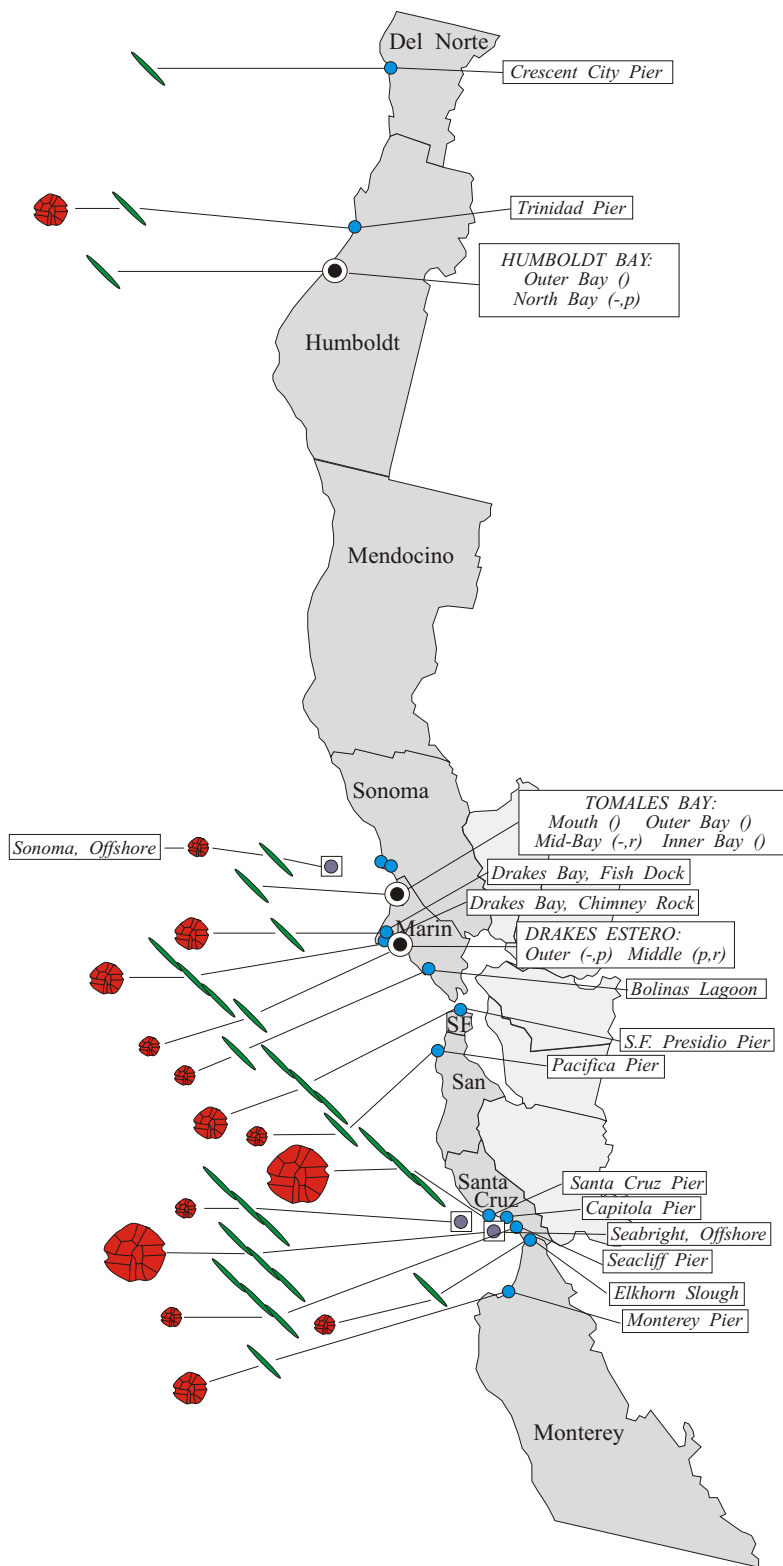 Del Norte
Crescent City Pier
Trinidad Pier
HUMBOLDT BAY:
Outer Bay ()
North Bay (-,p)
Humboldt
Mendocino
Sonoma
TOMALES BAY:
Mouth () Outer Bay ()
Mid-Bay (-,r) Inner Bay ()
Sonoma, Offshore
Drakes Bay, Fish Dock
Drakes Bay, Chimney Rock
Marin
DRAKES ESTERO:
Outer (-,p) Middle (p,r)
Bolinas Lagoon
SF
S.F. Presidio Pier
Pacifica Pier
San
Santa
Cruz
Santa Cruz Pier
Capitola Pier
Seabright, Offshore
Seacliff Pier
Elkhorn Slough
Monterey Pier
Monterey